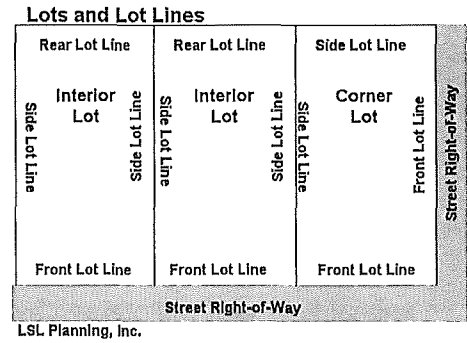 Lots and Lot Lines
Rear Lot Line
Rear Lot Line
Side Lot Line
Interior
Lot
Interior
Lot
Corner
Lot
Side Lot Line
Side Lot Line
Side Lot Line
Side Lot Line
Side Lot Line
Front Lot Line
Street Right-of-Way
Front Lot Line
Front Lot Line
Front Lot Line
Street Right-of-Way
LSL Planning, Inc.